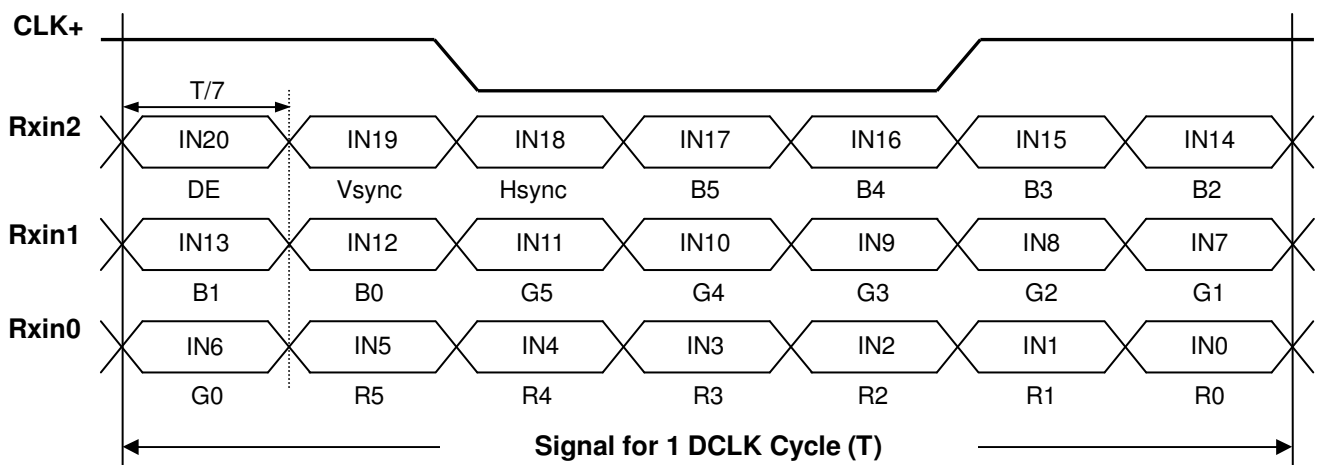 CLK+
T/7
Rxin2 IN20 IN19 IN18 IN17 IN16 IN15 IN14
DE Vsync Hsync B5 B4 B3 B2
Rxin1 IN13 IN12 IN11 IN10 IN9 IN8 IN7
B1 B0 G5 G4 G3 G2 G1
Rxin0 IN6 IN5 IN4 IN3 IN2 IN1 IN0
G0 R5 R4 R3 R2 R1 R0
Signal for 1 DCLK Cycle (T)